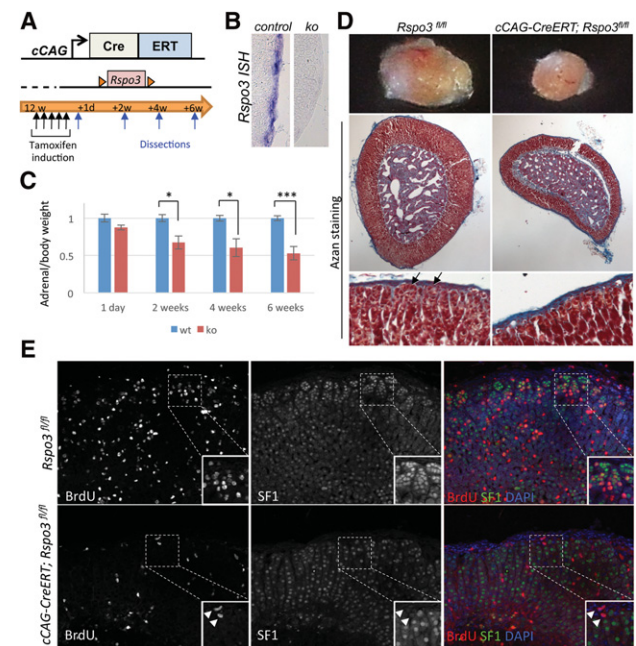 A
cCAG
Cre
ERT
Rspo3
12 w
+1d
+2w
+4w
+6w
Tamoxifen
induction
Dissections
B
control
ko
Rspo3 ISH
C
Adrenal/body weight
1
0.5
0
*
*
***
1 day
2 weeks
4 weeks
6 weeks
wt
ko
D
Rspo3 fl/fl
cCAG-CreERT; Rspo3fl/fl
Azan staining
E
Rspo3 fl/fl
BrdU
SF1
BrdU SF1 DAPI
cCAG-CreERT; Rspo3 fl/fl
BrdU
SF1
BrdU SF1 DAPI